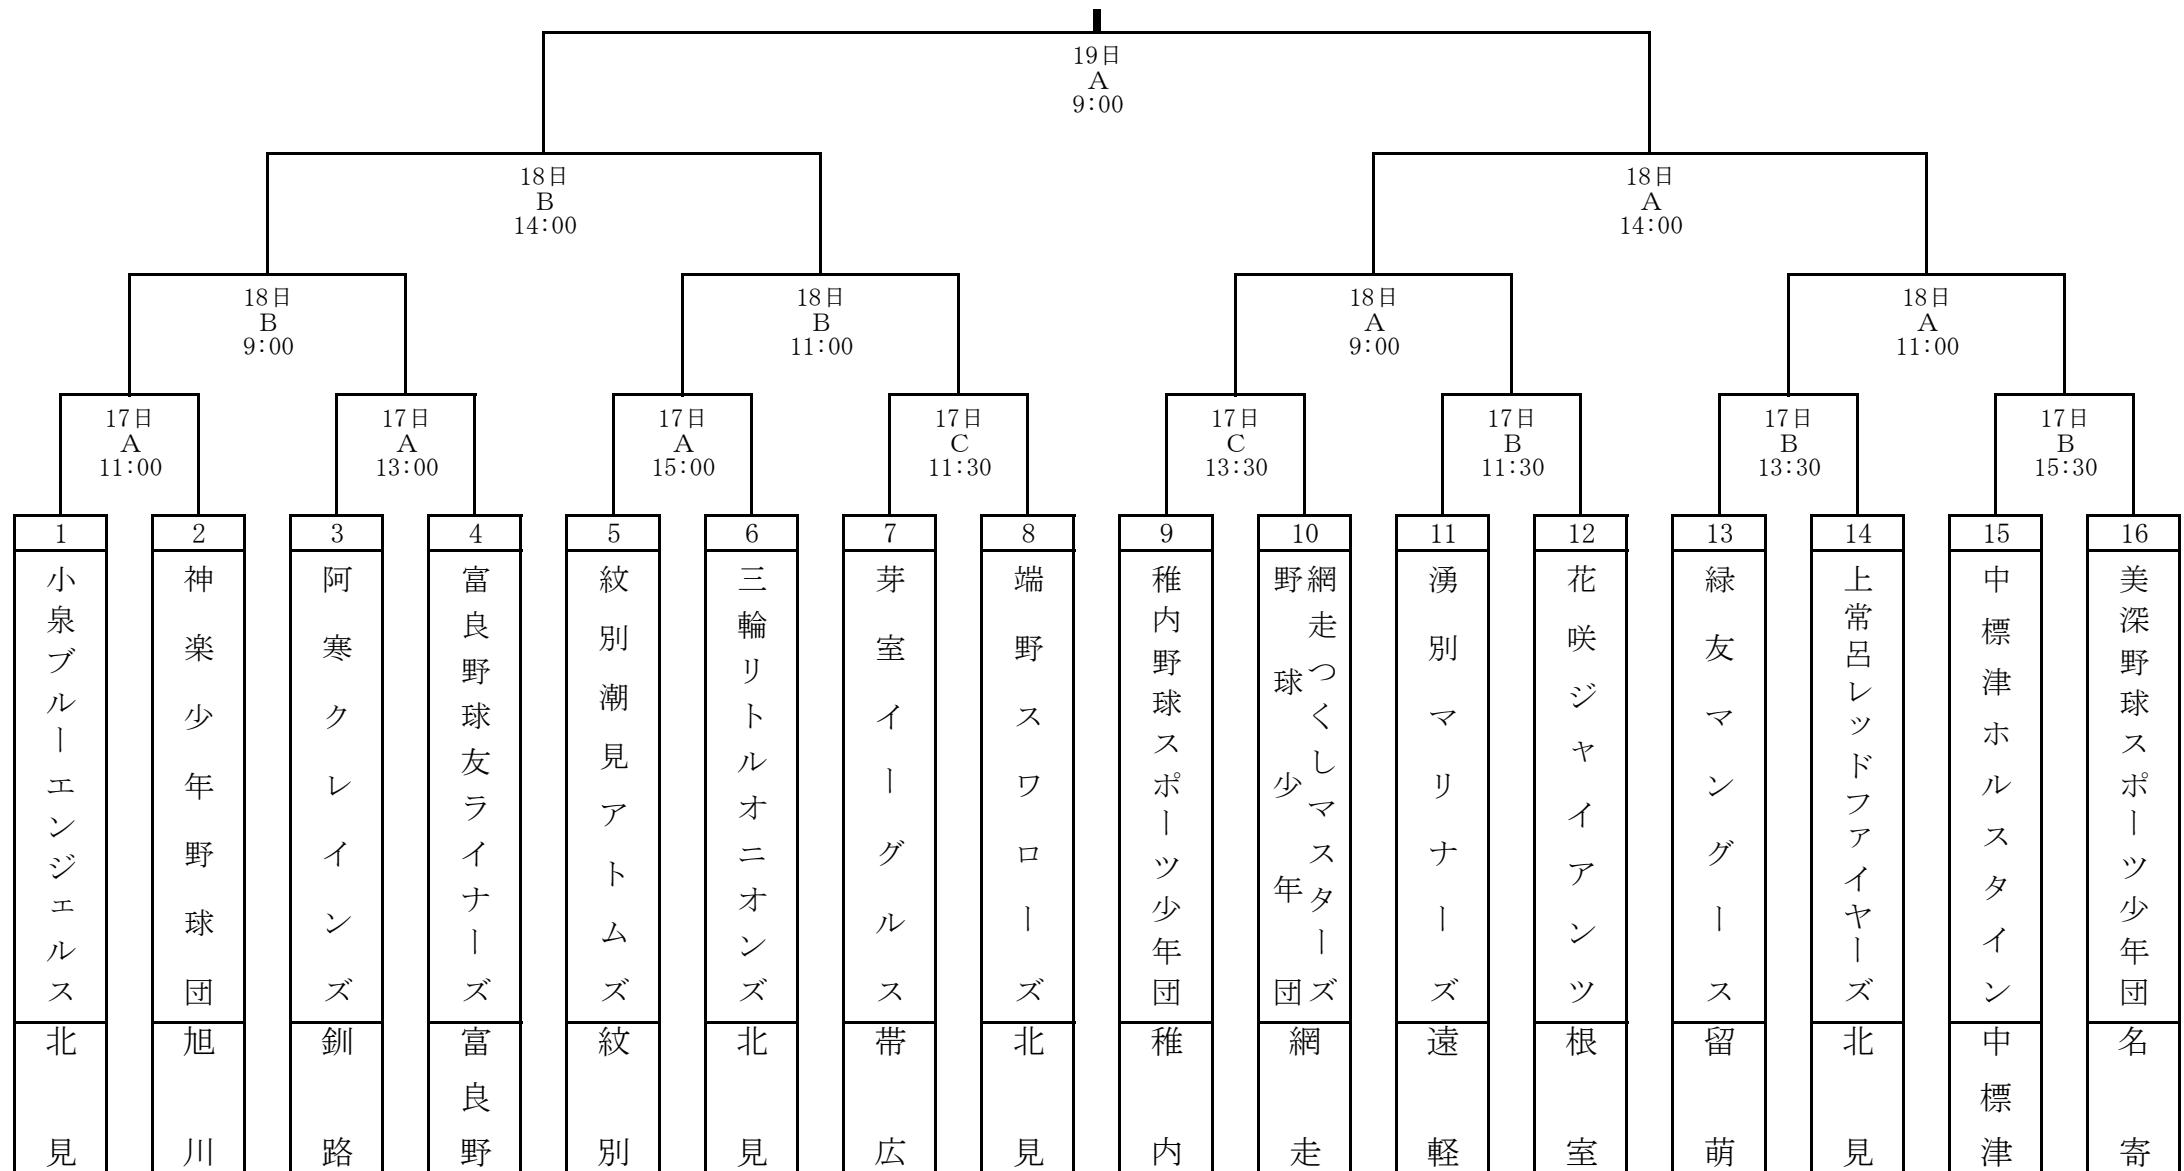 19日
A
9:00
18日
B
14:00
18日
A
14:00
18日
B
9:00
18日
B
11:00
18日
A
9:00
18日
A
11:00
17日
A
11:00
17日
A
13:00
17日
A
15:00
17日
C
11:30
17日
C
13:30
17日
B
11:30
17日
B
13:30
17日
B
15:30
1
小泉ブルーエンジェルス
北見
2
神楽少年野球団
旭川
3
阿寒クレインズ
釧路
4
富良野球友ライナーズ
富良野
5
紋別潮見アトムズ
紋別
6
三輪リトルオニオンズ
北見
7
芽室イーグルス
帯広
8
端野スワローズ
北見
9
稚内野球スポーツ少年団
稚内
10
網走つくしマスターズ
野球少年団
網走
11
湧別マリナーズ
遠軽
12
花咲ジャイアンツ
根室
13
緑友マングース
留萌
14
上常呂レッドファイヤーズ
北見
15
中標津ホルスタイン
中標津
16
美深野球スポーツ少年団
名寄